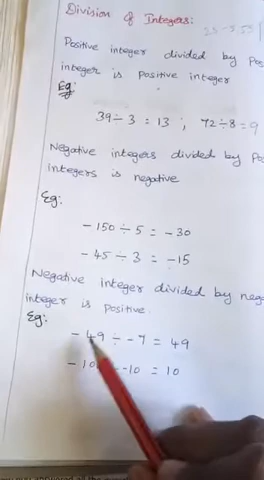 Division of Integers:
Positive integer divided by Pos
integer is positive integer
Eg:
39 ÷ 3 = 13 ; 72 ÷ 8 = 9
Negative integers divided by Pos
integers is negative
Eg:
- 150 ÷ 5 = - 30
- 45 ÷ 3 = - 15
Negative integer divided by nega
integer is positive.
Eg:
- 49 ÷ - 7 = 49
- 10 - 10 = 10